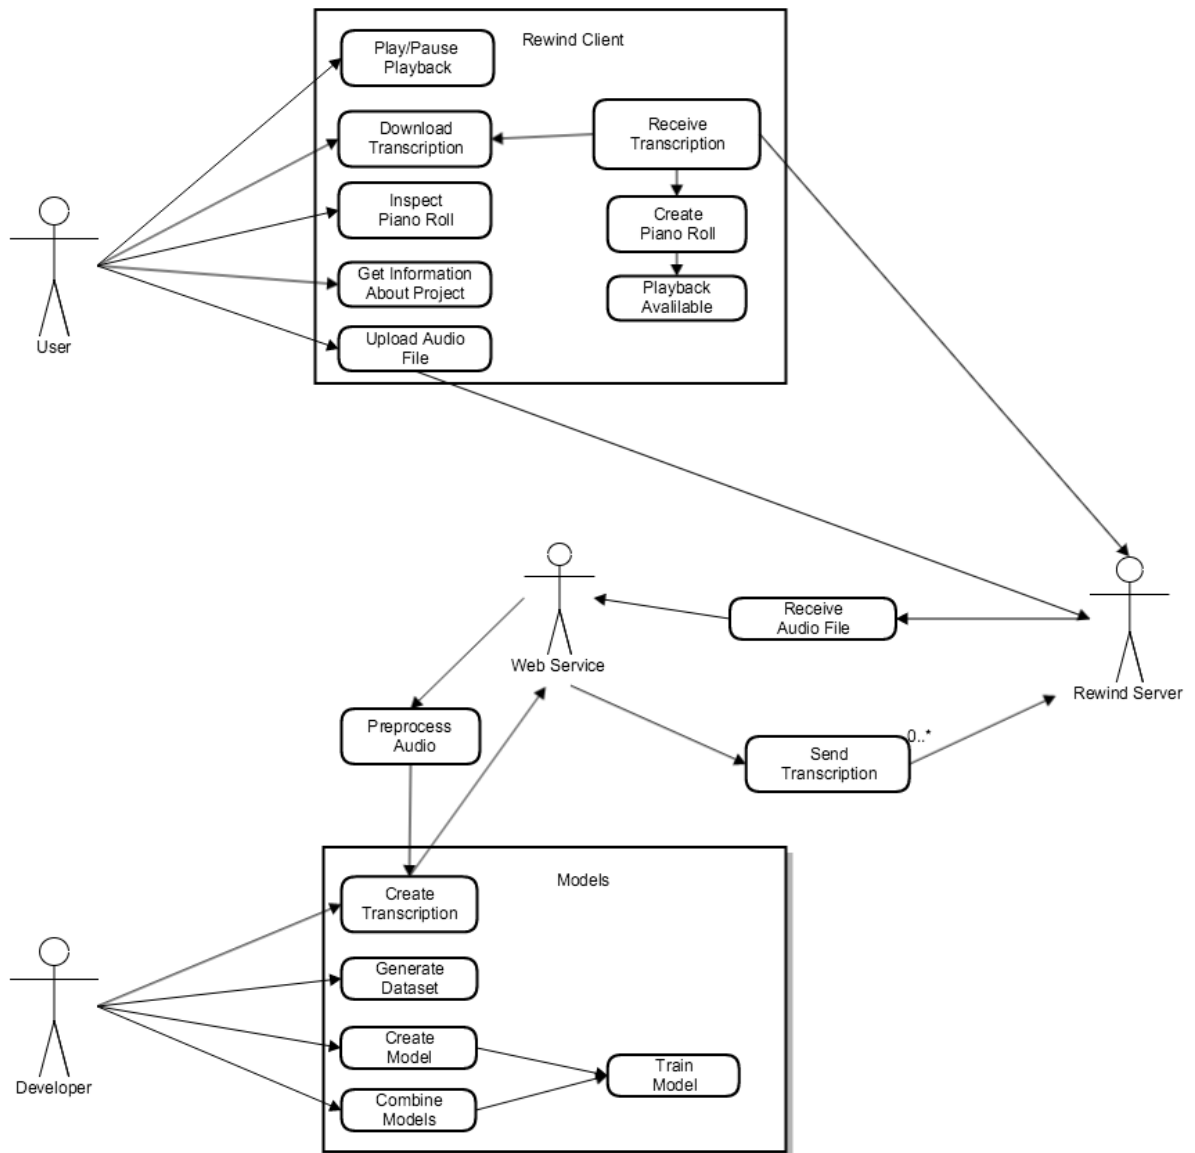 Rewind Client
Play/Pause
Playback
Download
Transcription
Receive
Transcription
Inspect
Piano Roll
Create
Piano Roll
Get Information
About Project
Playback
Avalilable
Upload Audio
File
User
Web Service
Receive
Audio File
Rewind Server
Preprocess
Audio
0..*
Send
Transcription
Models
Create
Transcription
Generate
Dataset
Create
Model
Train
Model
Combine
Models
Developer